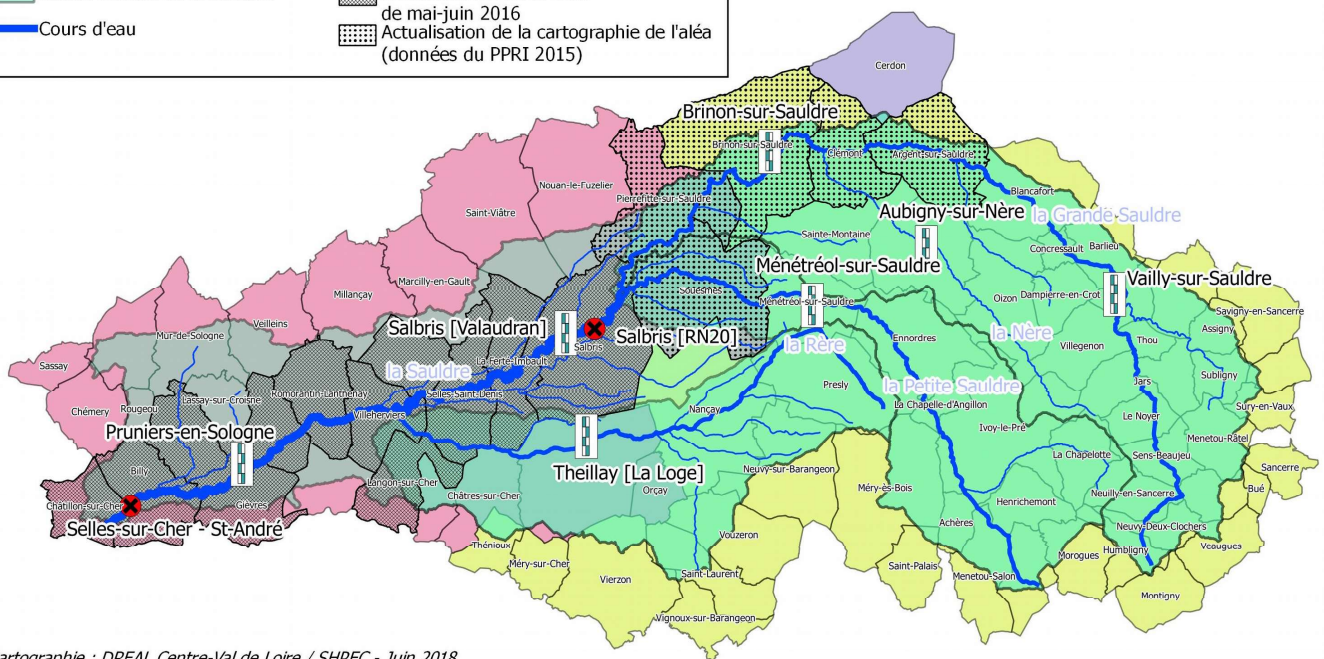 de mai-juin 2016
Cours d'eau
Actualisation de la cartographie de l'aléa
(données du PPRI 2015)
Cerdon
Brinon-sur-Sauldre
Brinon-sur-Sauldre
Clémont
Argent-sur-Sauldre
Nouan-le-Fuzelier
Pierrefitte-sur-Sauldre
Blancafort
Saint-Viâtre
Aubigny-sur-Nère
la Grande Sauldre
Sainte-Montaine
Concressault
Barlieu
Ménétréol-sur-Sauldre
Marcilly-en-Gault
Vailly-sur-Sauldre
Millançay
Souesmes
Ménétréol-sur-Sauldre
Oizon
Dampierre-en-Crot
Savigny-en-Sancerre
Veilleins
Salbris [Valaudran]
Salbris [RN20]
Assigny
Mur-de-Sologne
Salbris
la Rère
Ennordres
la Nère
Villegenon
Thou
Sassay
La-Ferté-Imbault
la Sauldre
Subligny
Presly
la Petite Sauldre
Jars
Romorantin-Lanthenay
Selles-Saint-Denis
Lassay-sur-Croisne
Chémery
Rougeou
Villeherviers
Nançay
La Chapelle-d'Angillon
Sury-en-Vaux
Le Noyer
Pruniers-en-Sologne
Ivoy-le-Pré
Menetou-Râtel
La Chapelotte
Sens-Beaujeu
Billy
Theillay [La Loge]
Neuvy-sur-Barangeon
Sancerre
Langon-sur-Cher
Orçay
Méry-ès-Bois
Neuilly-en-Sancerre
Bué
Châtres-sur-Cher
Henrichemont
Châtillon-sur-Cher
Gièvres
Selles-sur-Cher - St-André
Achères
Neuvy-Deux-Clochers
Vouzeron
Thénioux
Veaugues
Humbligny
Morogues
Méry-sur-Cher
Saint-Palais
Vierzon
Saint-Laurent
Menetou-Salon
Montigny
Vignoux-sur-Barangeon